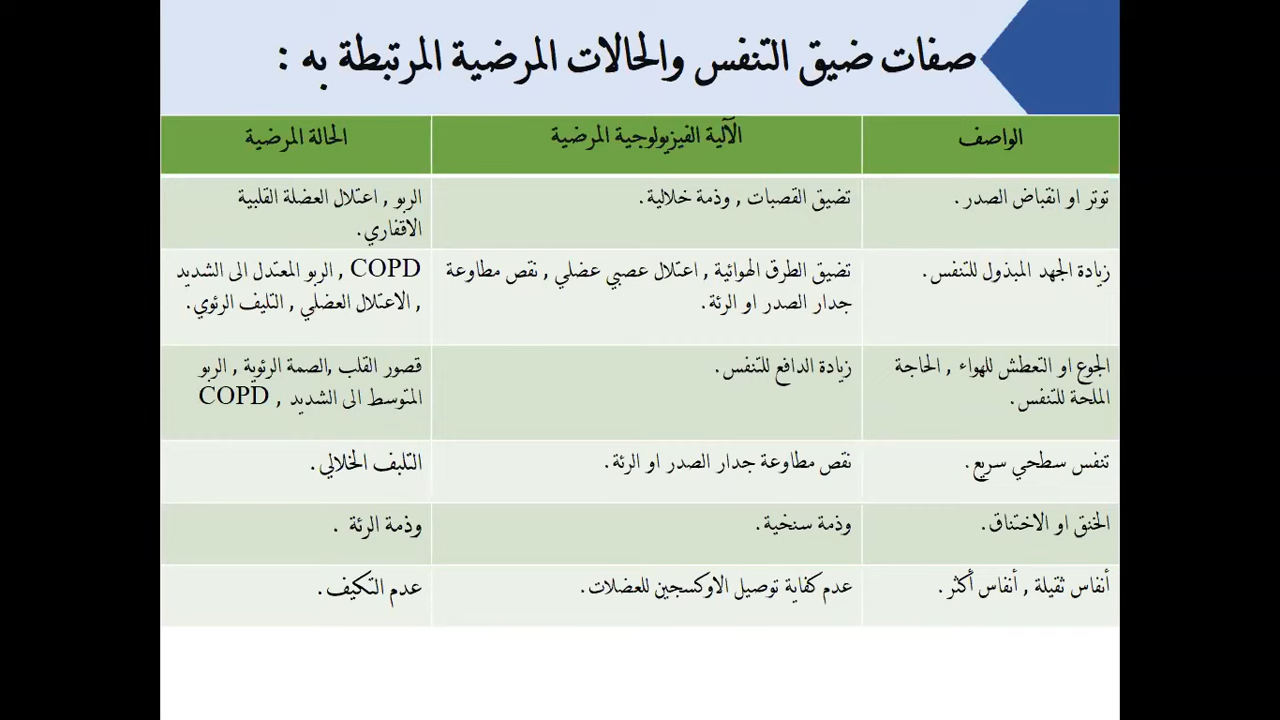 صفات ضيق التنفس والحالات المرضية المرتبطة به :
الواصف
الآلية الفيزيولوجية المرضية
الحالة المرضية
توتر او انقباض الصدر.
تضيق القصبات , وذمة خلالية.
الربو , اعتلال العضلة القلبية
الاقفاري.
زيادة الجهد المبذول للتنفس.
تضيق الطرق الهوائية , اعتلال عصبي عضلي , نقص مطاوعة
جدار الصدر او الرئة.
COPD , الربو المعتدل الى الشديد
, الاعتلال العضلي , التليف الرئوي.
الجوع او التعطش للهواء , الحاجة
الملحة للتنفس.
زيادة الدافع للتنفس.
قصور القلب ,الصمة الرئوية , الربو
المتوسط الى الشديد , COPD
تنفس سطحي سريع.
نقص مطاوعة جدار الصدر او الرئة.
التلبف الخلالي.
الخنق او الاختناق.
وذمة سنخية.
وذمة الرئة .
أنفاس ثقيلة , أنفاس أكثر.
عدم كفاية توصيل الاوكسجين للعضلات.
عدم التكيف.